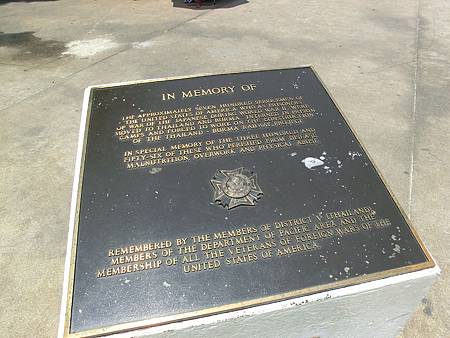 IN MEMORY OF
THE APPROXIMATELY SEVEN HUNDRED SERVICEMEN OF
THE UNITED STATES OF AMERICA WHO AS PRISONERS
OF WAR OF THE JAPANESE DURING WORLD WAR II WERE
MOVED TO THAILAND AND BURMA, INTERNED IN PRISON
CAMPS AND FORCED TO WORK ON THE CONSTRUCTION
OF THE THAILAND - BURMA RAILWAY,
IN SPECIAL MEMORY OF THE THREE HUNDRED AND
FIFTY-SIX OF THESE WHO PERISHED FROM DISEASE,
MALNUTRITION, OVERWORK AND PHYSICAL ABUSE
REMEMBERED BY THE MEMBERS OF DISTRICT V (THAILAND)
MEMBERS OF THE DEPARTMENT OF PACIFIC AREA AND THE
MEMBERSHIP OF ALL THE VETERANS OF FOREIGN WARS OF THE
UNITED STATES OF AMERICA